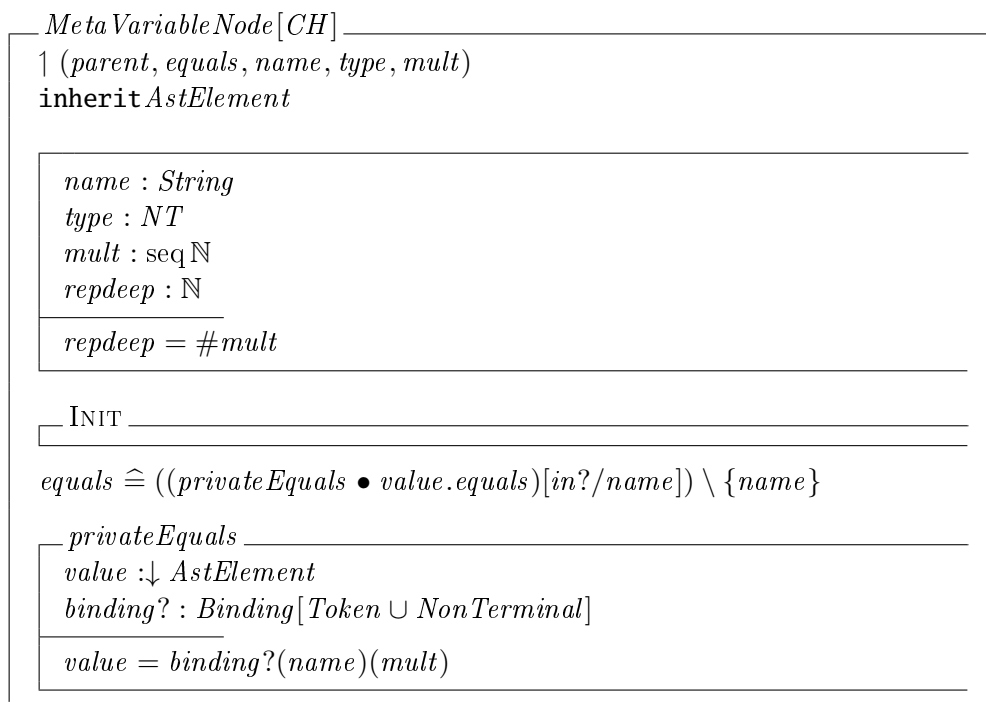 MetaVariableNode[CH]
↿ (parent, equals, name, type, mult)
inherit AstElement
name : String
type : NT
mult : seq ℕ
repdeep : ℕ
repdeep = #mult
INIT
equals ≙ ((privateEquals • value.equals)[in?/name]) \ {name}
privateEquals
value :↓ AstElement
binding? : Binding[Token ∪ NonTerminal]
value = binding?(name)(mult)